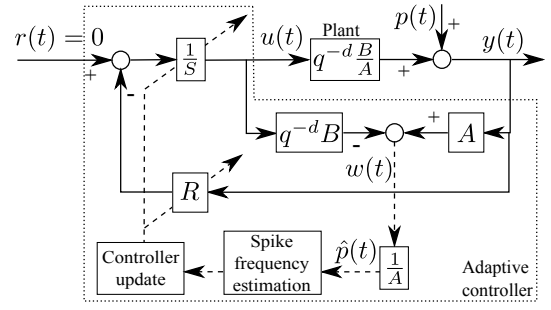 r(t) = 0
+
-
1/S
u(t)
Plant
q^{-d} B/A
+
p(t)
+
y(t)
q^{-d}B
-
+
A
w(t)
R
Controller
update
Spike
frequency
estimation
p̂(t)
1/A
Adaptive
controller